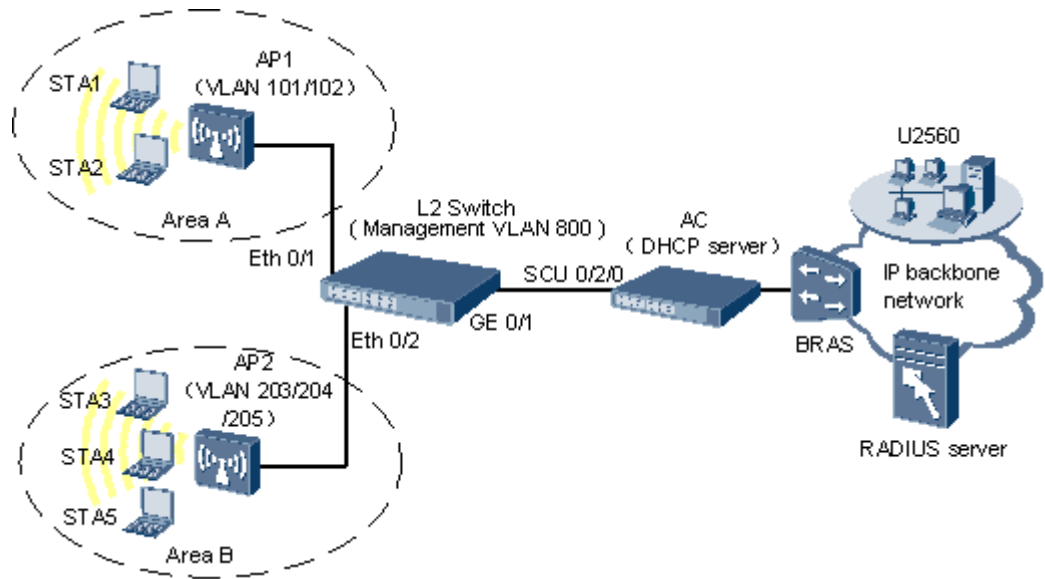 AP1
(VLAN 101/102)
STA1
STA2
Area A
Eth 0/1
L2 Switch
( Management VLAN 800 )
SCU 0/2/0
GE 0/1
Eth 0/2
AC
( DHCP server)
U2560
IP backbone
network
BRAS
RADIUS server
AP2
(VLAN 203/204
/205)
STA3
STA4
STA5
Area B